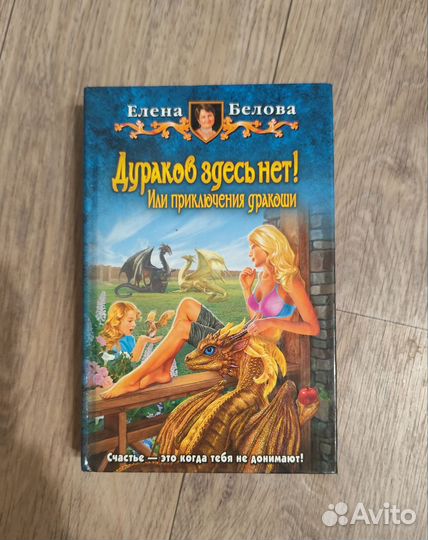 Елена Белова
Дураков здесь нет!
Или приключения дракоши
Счастье — это когда тебя не донимают!
Avito